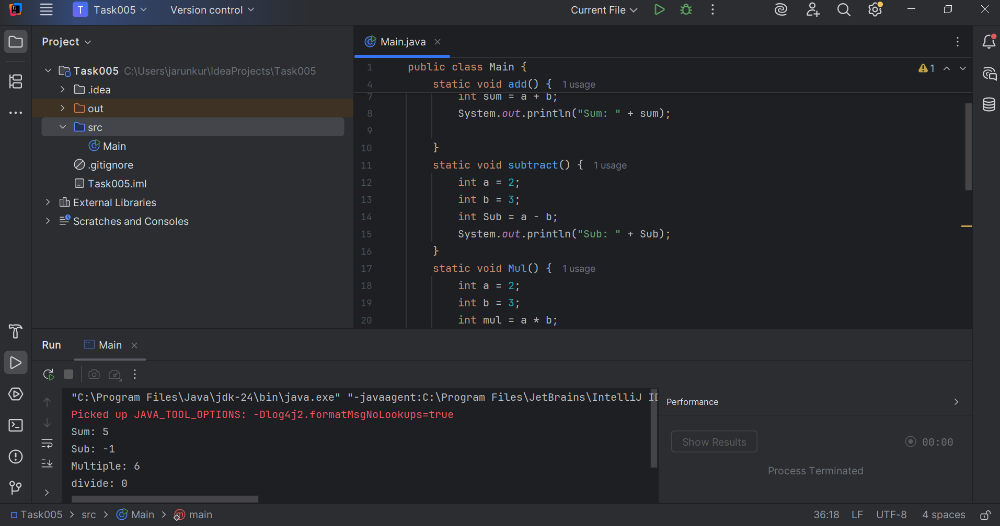 Task005 Version control Current File
Project
Task005 C:\Users\jarunkur\IdeaProjects\Task005
.idea
out
src
Main
.gitignore
Task005.iml
External Libraries
Scratches and Consoles
Main.java
1 public class Main {
4 static void add() { 1 usage
7 int sum = a + b;
8 System.out.println("Sum: " + sum);
9
10 }
11 static void subtract() { 1 usage
12 int a = 2;
13 int b = 3;
14 int Sub = a - b;
15 System.out.println("Sub: " + Sub);
16 }
17 static void Mul() { 1 usage
18 int a = 2;
19 int b = 3;
20 int mul = a * b;
1
Run Main
"C:\Program Files\Java\jdk-24\bin\java.exe" "-javaagent:C:\Program Files\JetBrains\IntelliJ ID
Picked up JAVA_TOOL_OPTIONS: -Dlog4j2.formatMsgNoLookups=true
Sum: 5
Sub: -1
Multiple: 6
divide: 0
Performance
Show Results 00:00
Process Terminated
Task005 src Main main 36:18 LF UTF-8 4 spaces